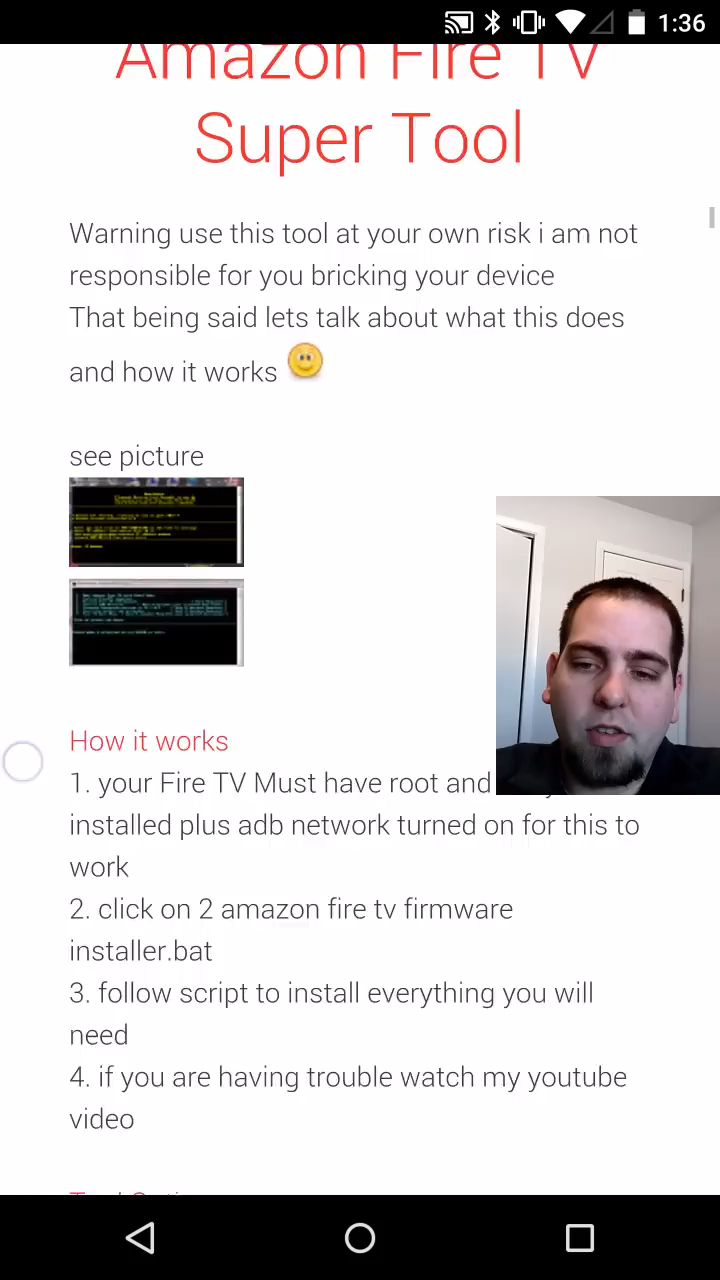 1:36
Amazon Fire TV
Super Tool
Warning use this tool at your own risk i am not
responsible for you bricking your device
That being said lets talk about what this does
and how it works
see picture
How it works
1. your Fire TV Must have root and
installed plus adb network turned on for this to
work
2. click on 2 amazon fire tv firmware
installer.bat
3. follow script to install everything you will
need
4. if you are having trouble watch my youtube
video